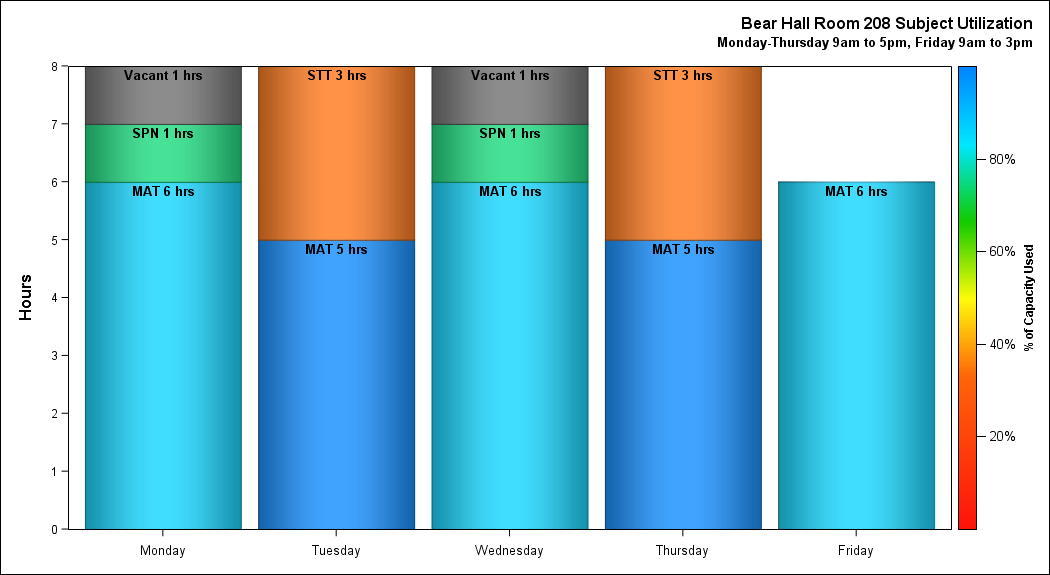 Bear Hall Room 208 Subject Utilization
Monday-Thursday 9am to 5pm, Friday 9am to 3pm
Hours
8
7
6
5
4
3
2
1
0
Vacant 1 hrs
SPN 1 hrs
MAT 6 hrs
STT 3 hrs
MAT 5 hrs
Vacant 1 hrs
SPN 1 hrs
MAT 6 hrs
STT 3 hrs
MAT 5 hrs
MAT 6 hrs
Monday
Tuesday
Wednesday
Thursday
Friday
80%
60%
40%
20%
% of Capacity Used